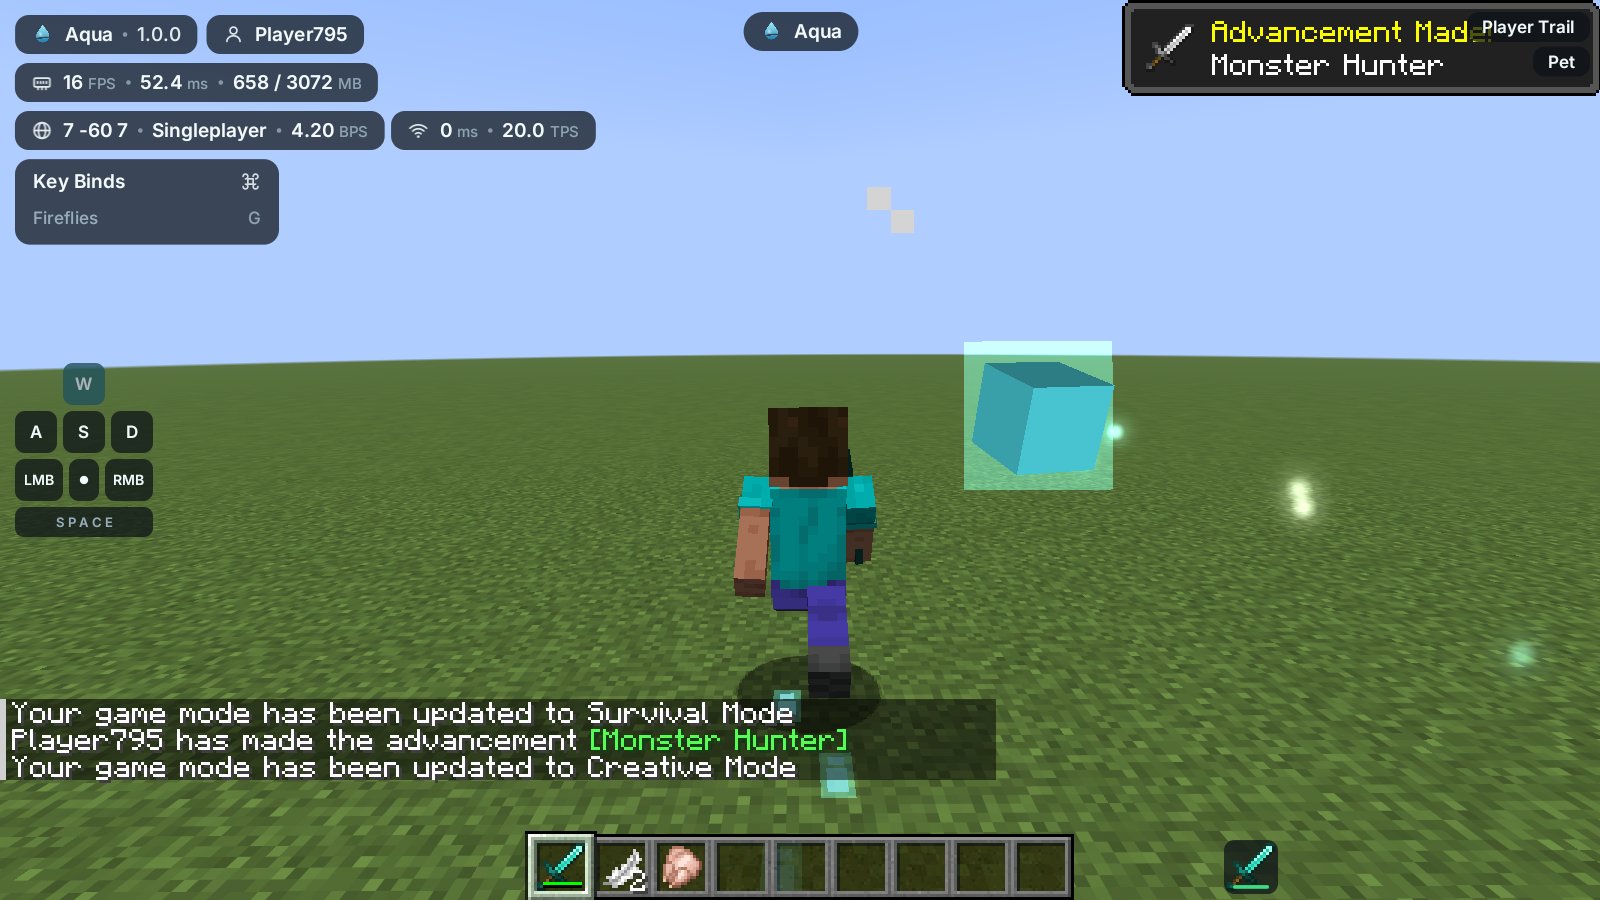 Aqua • 1.0.0
Player795
Aqua
Advancement Made!
Monster Hunter
Player Trail
Pet
16 FPS • 52.4 ms • 658 / 3072 MB
7 -60 7 • Singleplayer • 4.20 BPS
0 ms • 20.0 TPS
Key Binds ⌘
Fireflies G
W
A S D
LMB • RMB
SPACE
Your game mode has been updated to Survival Mode
Player795 has made the advancement [Monster Hunter]
Your game mode has been updated to Creative Mode
2